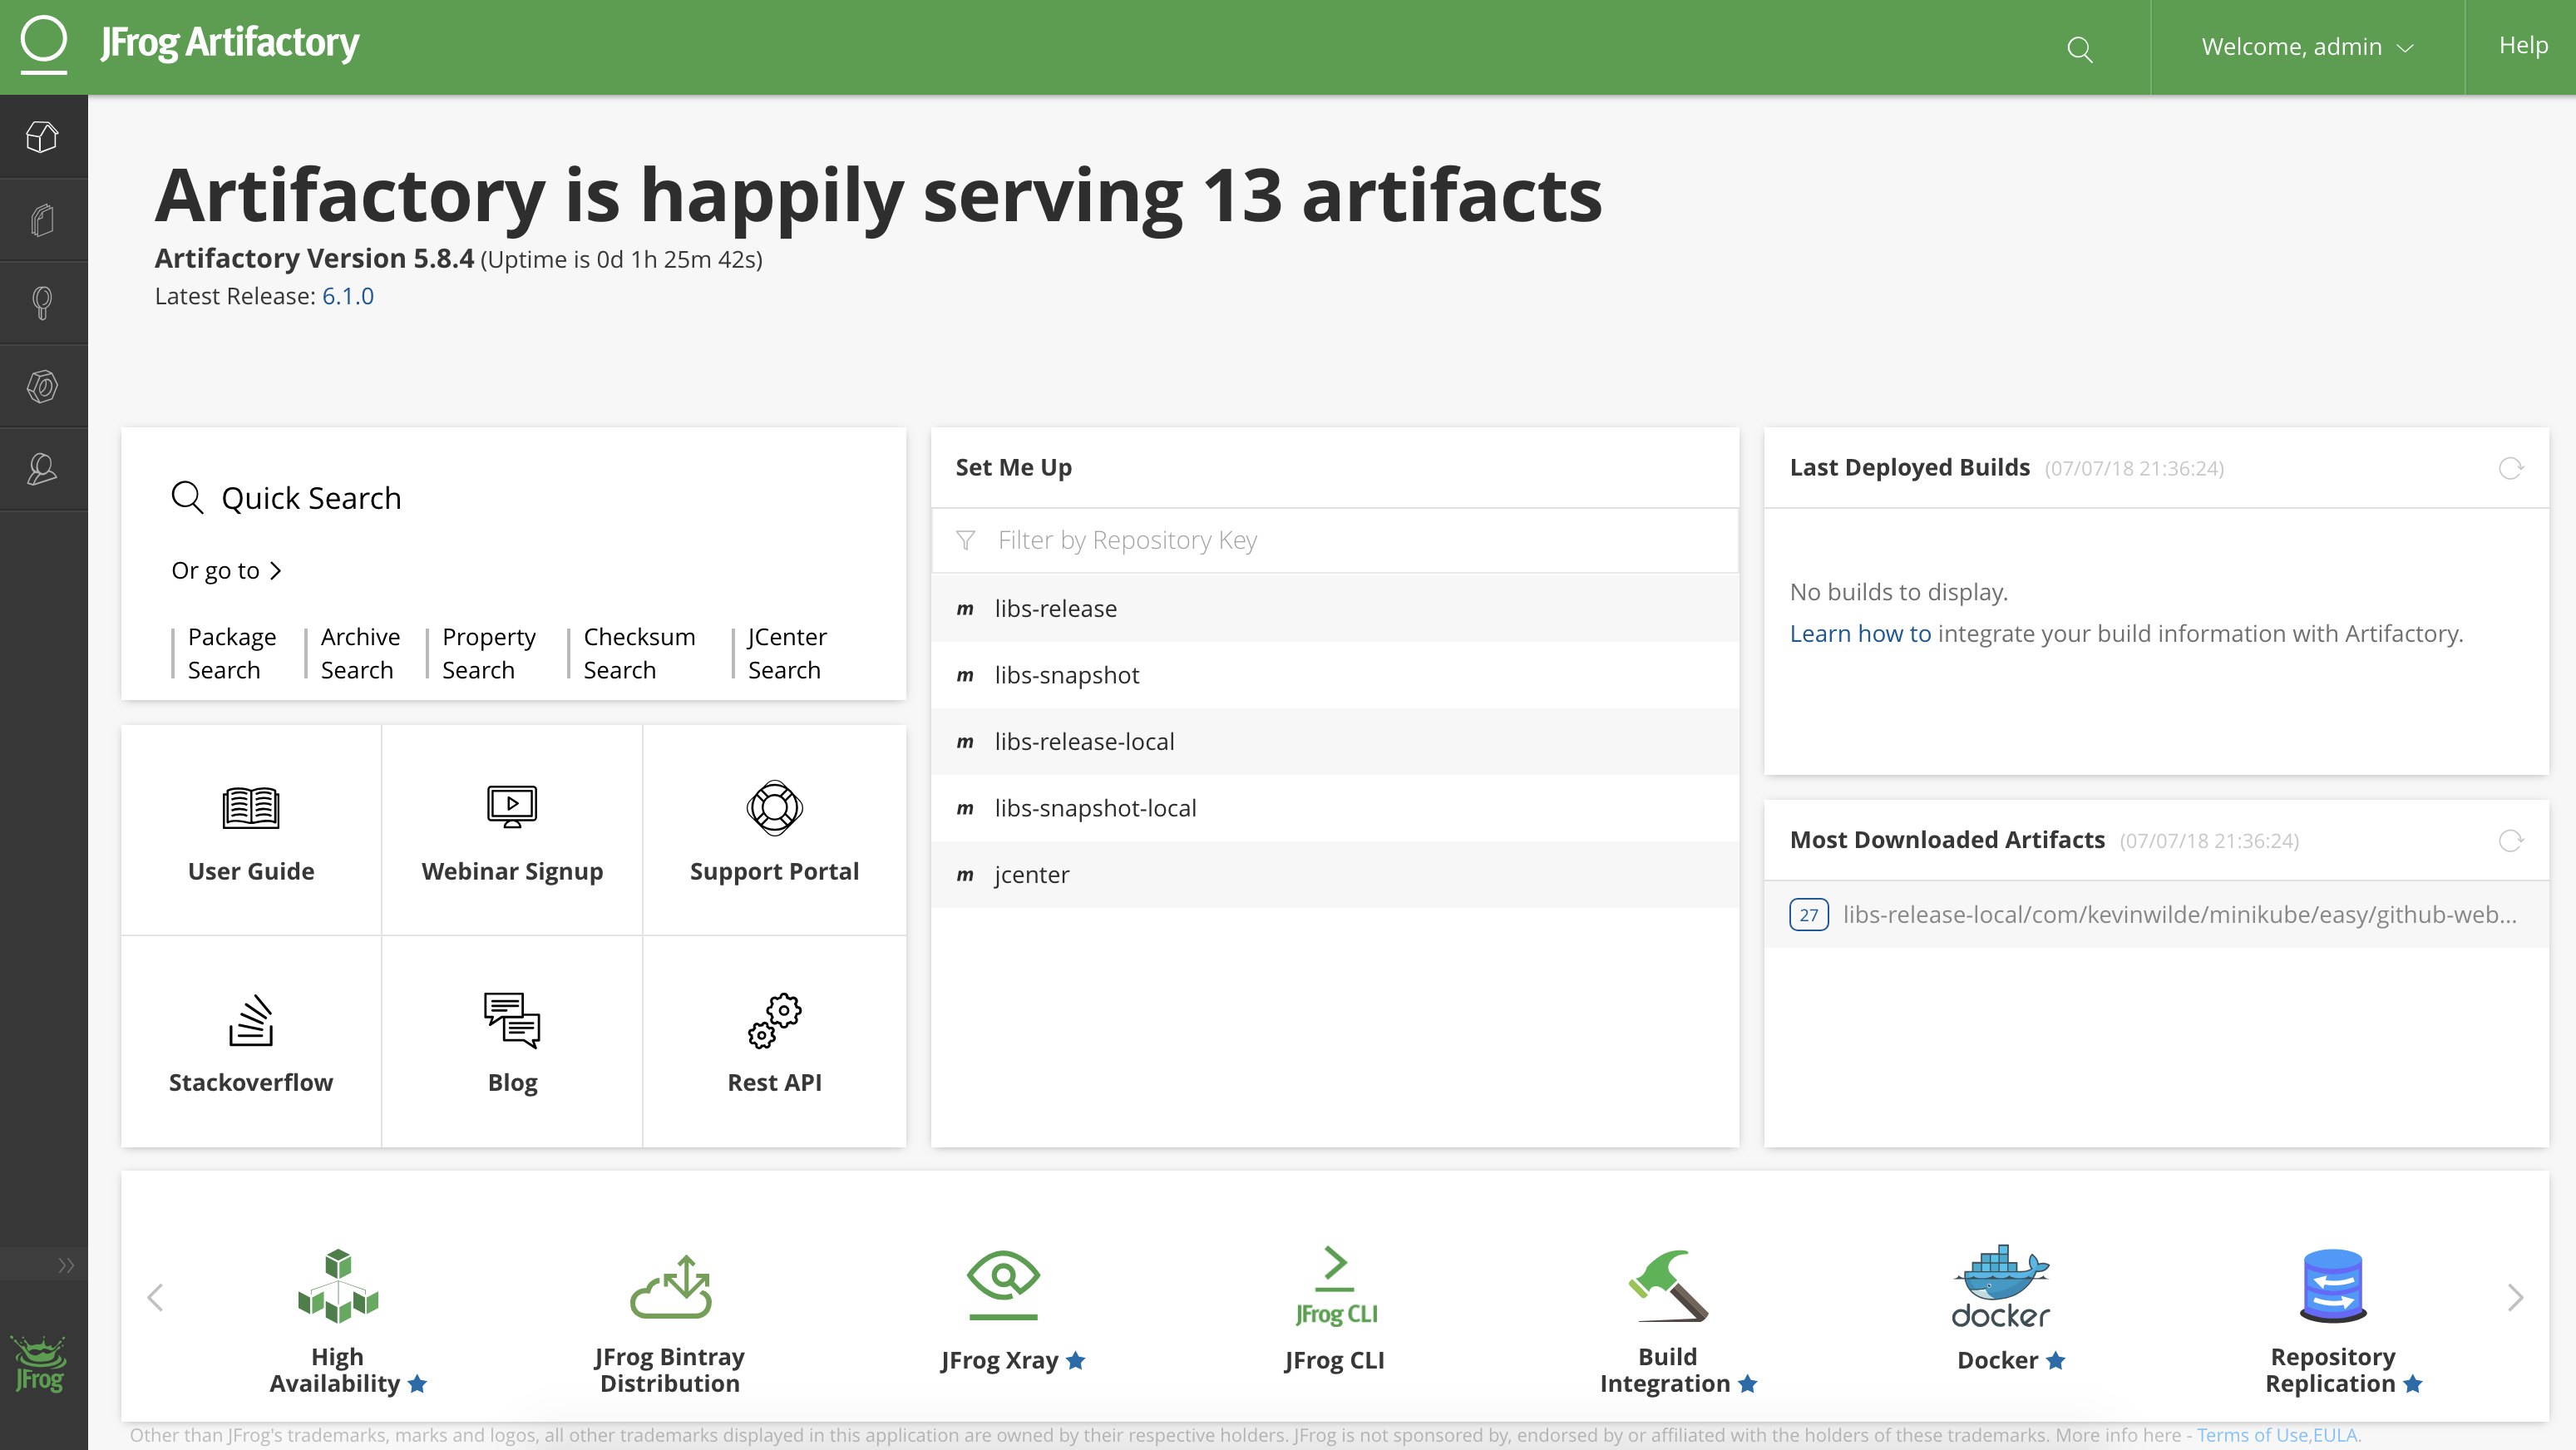 JFrog Artifactory
Welcome, admin
Help
Artifactory is happily serving 13 artifacts
Artifactory Version 5.8.4 (Uptime is 0d 1h 25m 42s)
Latest Release: 6.1.0
Quick Search
Or go to
Package Search
Archive Search
Property Search
Checksum Search
JCenter Search
User Guide
Webinar Signup
Support Portal
Stackoverflow
Blog
Rest API
Set Me Up
Filter by Repository Key
m libs-release
m libs-snapshot
m libs-release-local
m libs-snapshot-local
m jcenter
Last Deployed Builds (07/07/18 21:36:24)
No builds to display.
Learn how to integrate your build information with Artifactory.
Most Downloaded Artifacts (07/07/18 21:36:24)
27 libs-release-local/com/kevinwilde/minikube/easy/github-web...
High
Availability
JFrog Bintray
Distribution
JFrog Xray
JFrog CLI
JFrog CLI
Build
Integration
docker
Docker
Repository
Replication
JFrog
Other than JFrog's trademarks, marks and logos, all other trademarks displayed in this application are owned by their respective holders. JFrog is not sponsored by, endorsed by or affiliated with the holders of these trademarks. More info here - Terms of Use,EULA.